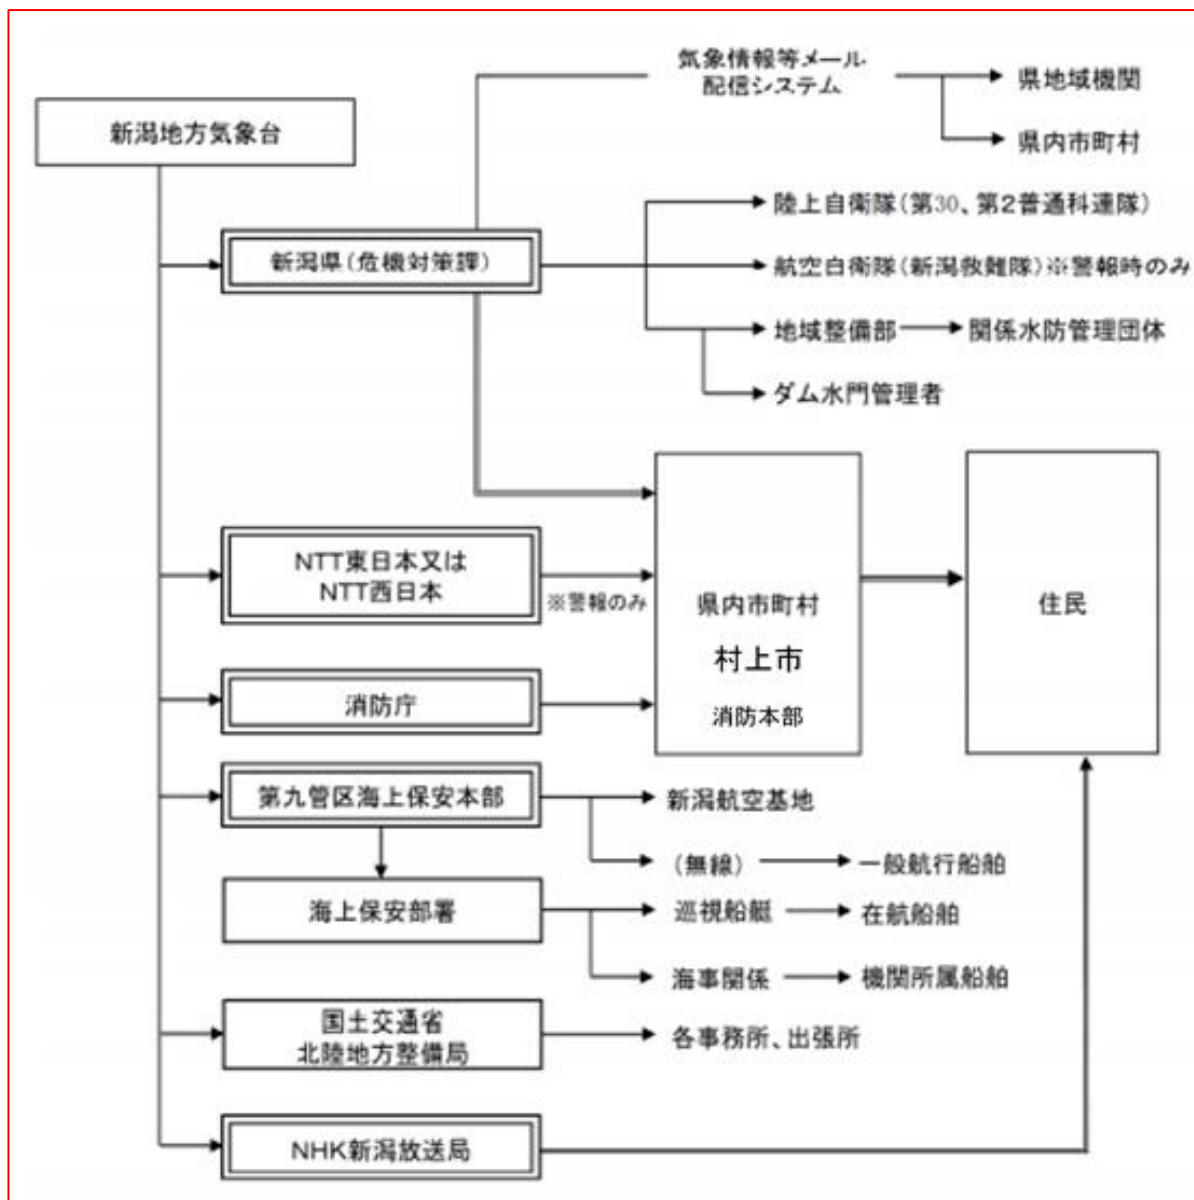 気象情報等メール
配信システム
県地域機関
県内市町村
新潟地方気象台
陸上自衛隊(第30、第2普通科連隊)
新潟県(危機対策課)
航空自衛隊(新潟救難隊)※警報時のみ
地域整備部
関係水防管理団体
ダム水門管理者
NTT東日本又は
NTT西日本
※警報のみ
県内市町村
村上市
消防本部
住民
消防庁
第九管区海上保安本部
新潟航空基地
(無線)
一般航行船舶
海上保安部署
巡視船艇
在航船舶
海事関係
機関所属船舶
国土交通省
北陸地方整備局
各事務所、出張所
NHK新潟放送局